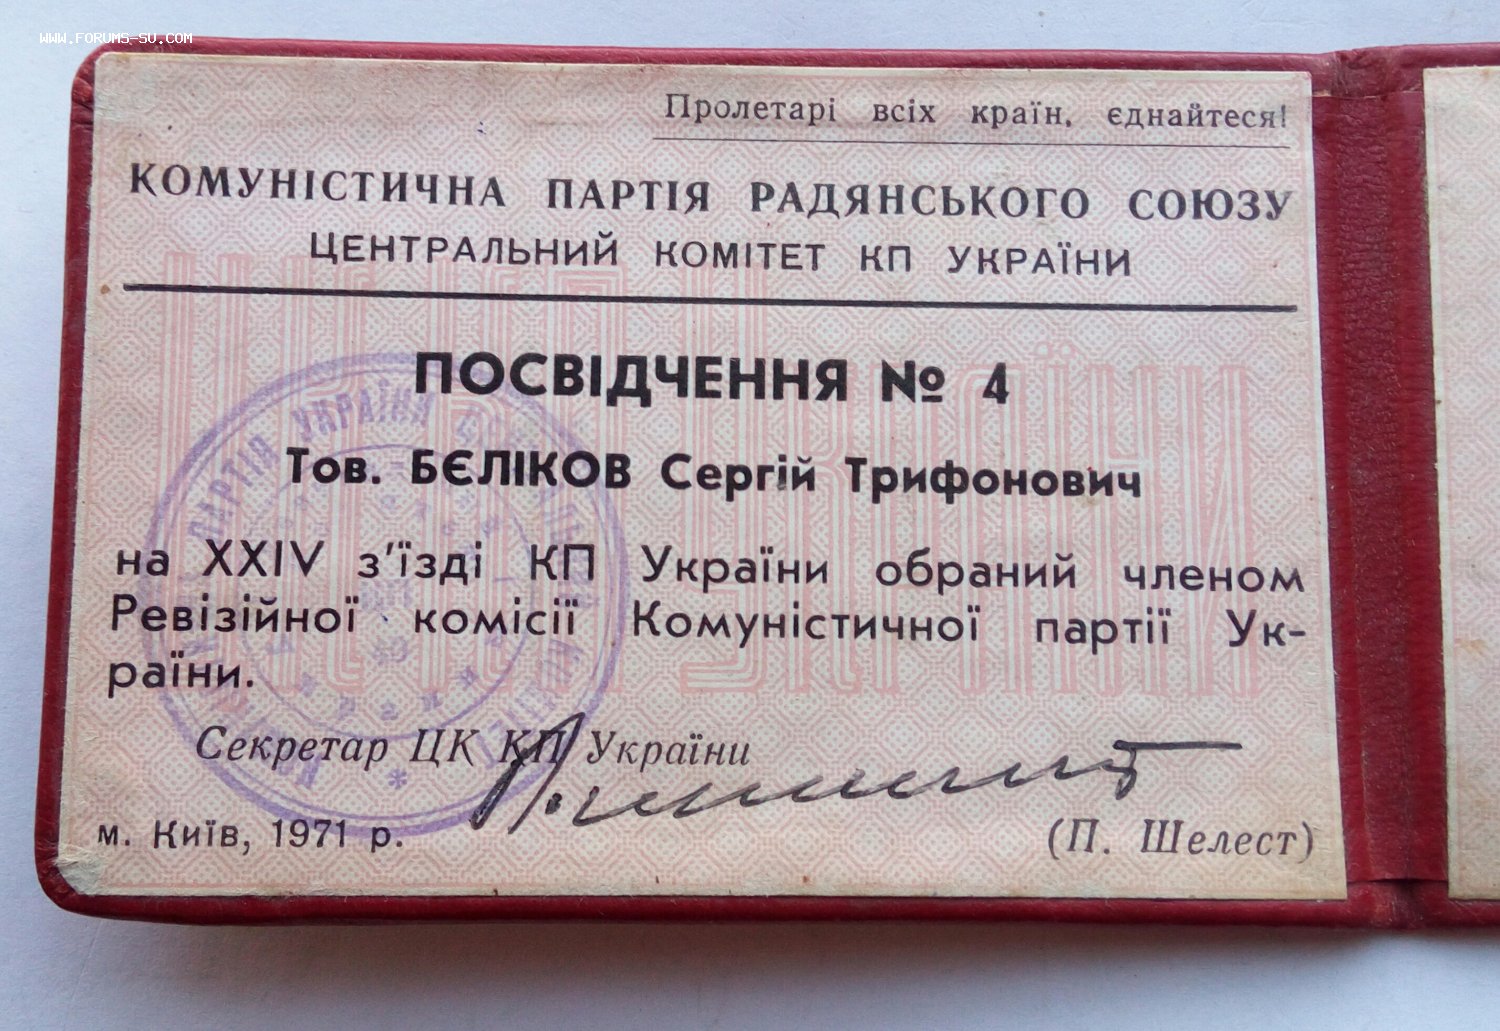 www.forums-su.com
Пролетарі всіх країн, єднайтеся!
КОМУНІСТИЧНА ПАРТІЯ РАДЯНСЬКОГО СОЮЗУ
ЦЕНТРАЛЬНИЙ КОМІТЕТ КП УКРАЇНИ
ПОСВІДЧЕННЯ № 4
Тов. БЄЛІКОВ Сергій Трифонович
на XXIV з'їзді КП України обраний членом
Ревізійної комісії Комуністичної партії Ук-
раїни.
Секретар ЦК КП України
м. Київ, 1971 р.
(П. Шелест)